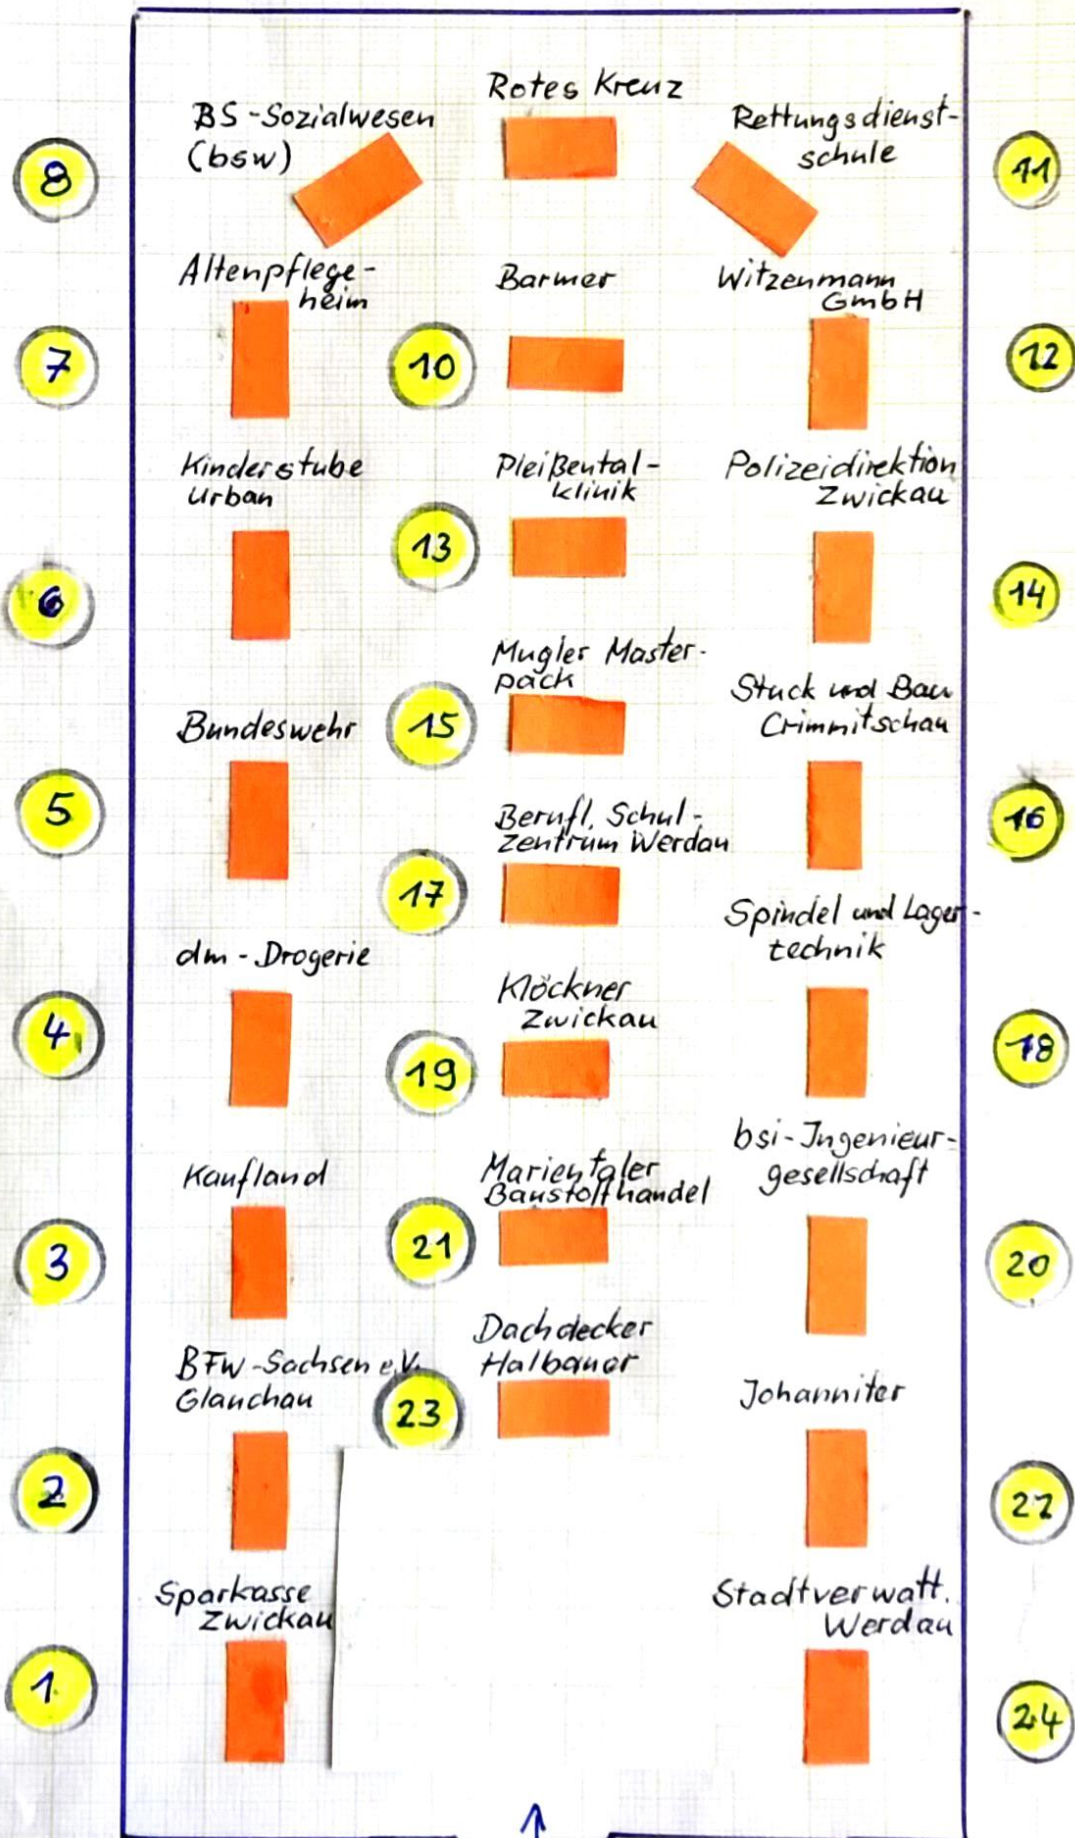 Rotes Kreuz
BS-Sozialwesen
(bsw)
Rettungsdienst-
schule
8
11
Altenpflege-
heim
Barmer
Witzenmann
GmbH
7
10
12
Kinderstube
Urban
Pleißental-
klinik
Polizeidirektion
Zwickau
13
6
14
Mugler Master-
pack
Stuck und Bau
Crimmitschau
Bundeswehr
15
5
16
Berufl. Schul-
Zentrum Werdau
17
Spindel und Lager-
technik
dm-Drogerie
Klöckner
Zwickau
4
19
18
bsi-Ingenieur-
gesellschaft
Kaufland
Marientaler
Baustoffhandel
3
21
20
Dachdecker
Halbauer
BFW-Sachsen e.V.
Glauchau
23
Johanniter
2
22
Sparkasse
Zwickau
Stadtverwatt.
Werdau
1
24